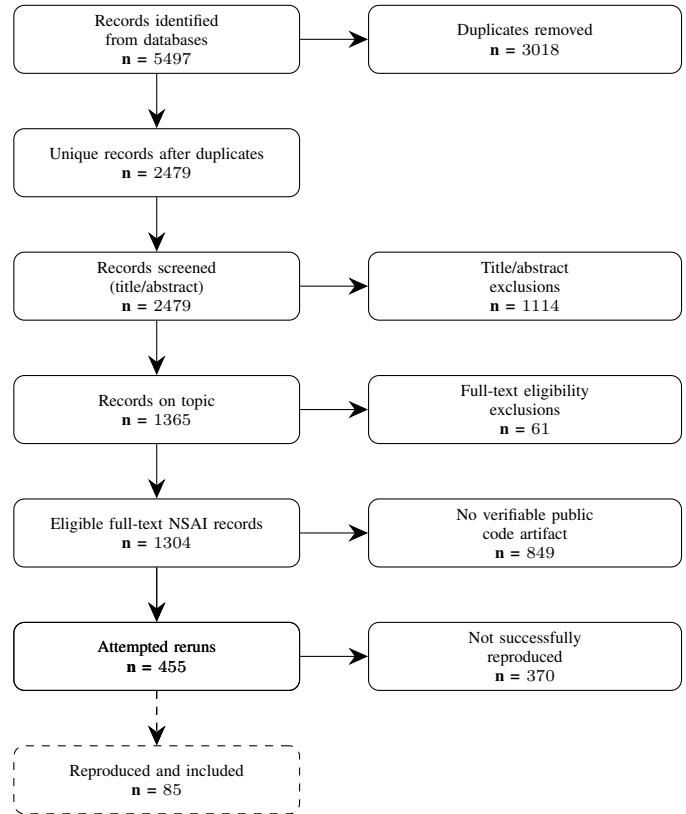 Records identified
from databases
n = 5497
Duplicates removed
n = 3018
Unique records after duplicates
n = 2479
Records screened
(title/abstract)
n = 2479
Title/abstract
exclusions
n = 1114
Records on topic
n = 1365
Full-text eligibility
exclusions
n = 61
Eligible full-text NSAI records
n = 1304
No verifiable public
code artifact
n = 849
Attempted reruns
n = 455
Not successfully
reproduced
n = 370
Reproduced and included
n = 85